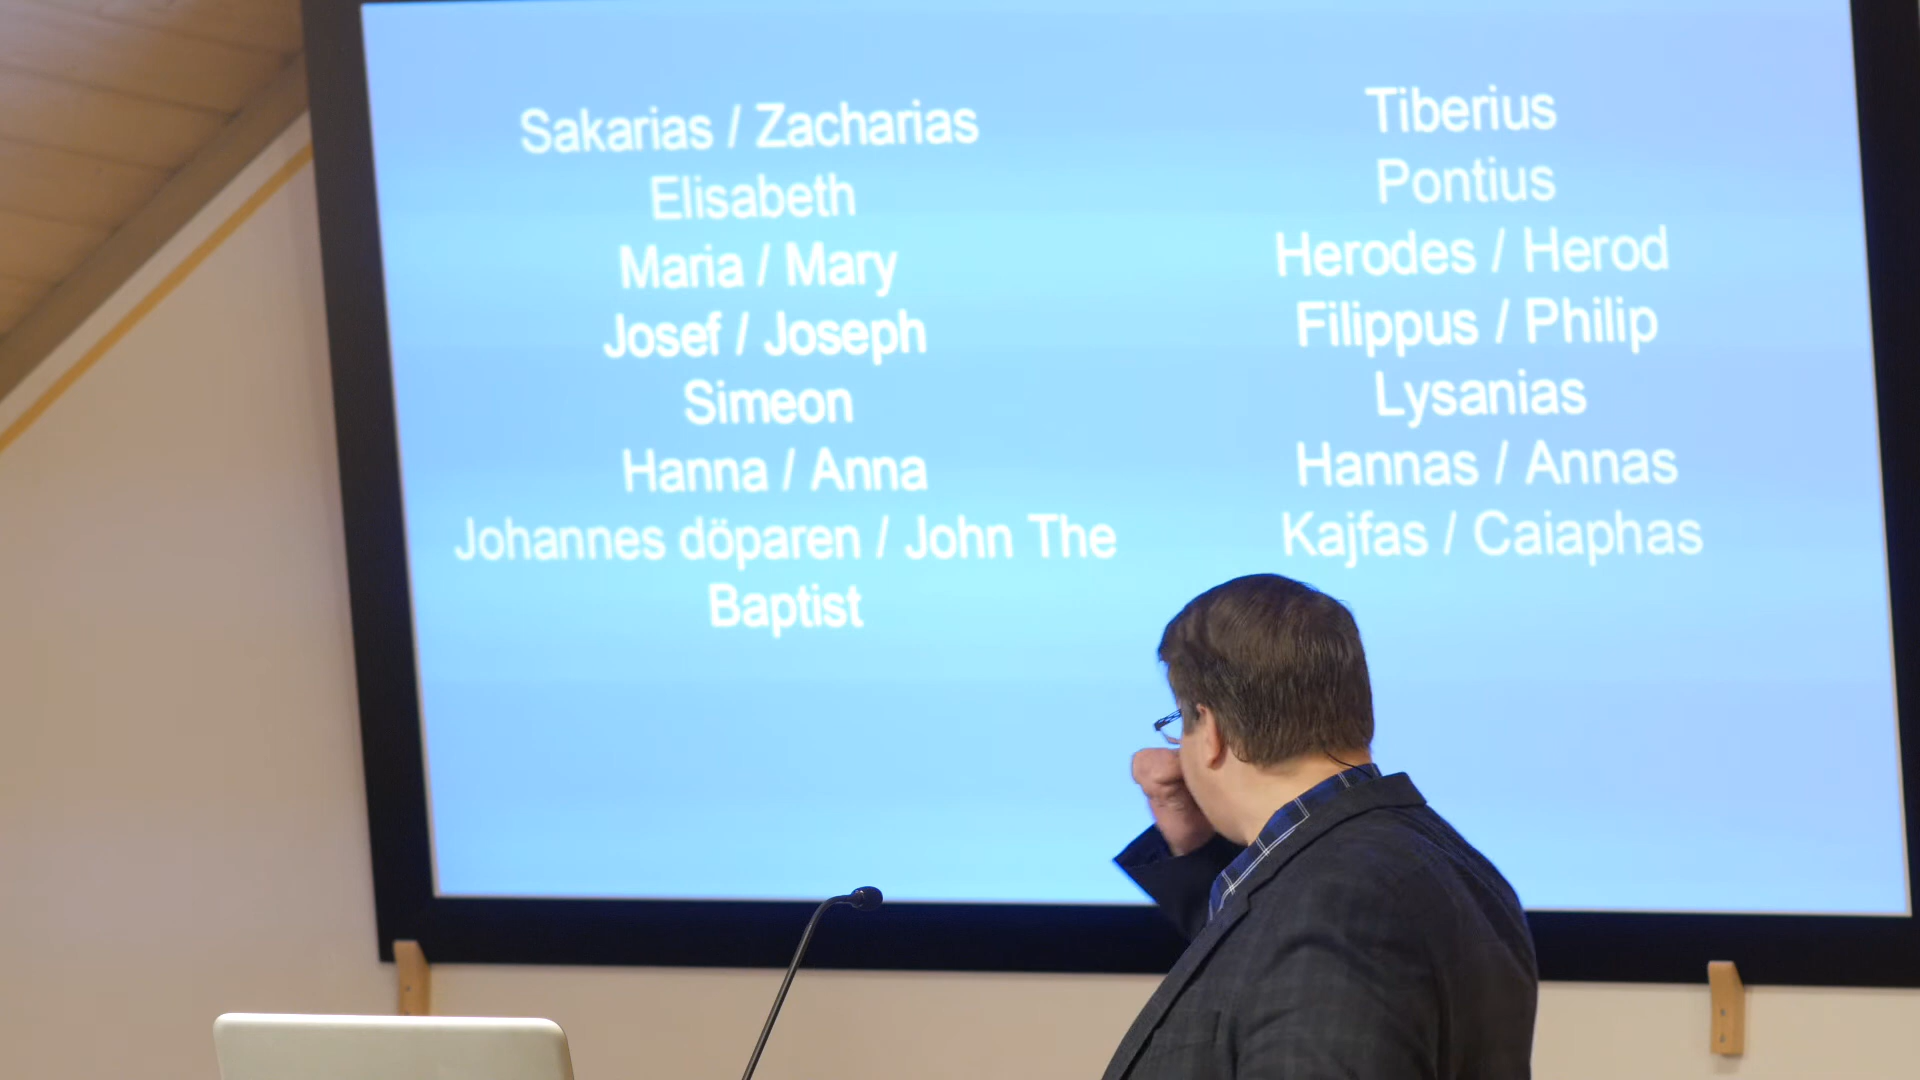 Sakarias / Zacharias
Elisabeth
Maria / Mary
Josef / Joseph
Simeon
Hanna / Anna
Johannes döparen / John The
Baptist
Tiberius
Pontius
Herodes / Herod
Filippus / Philip
Lysanias
Hannas / Annas
Kajfas / Caiaphas